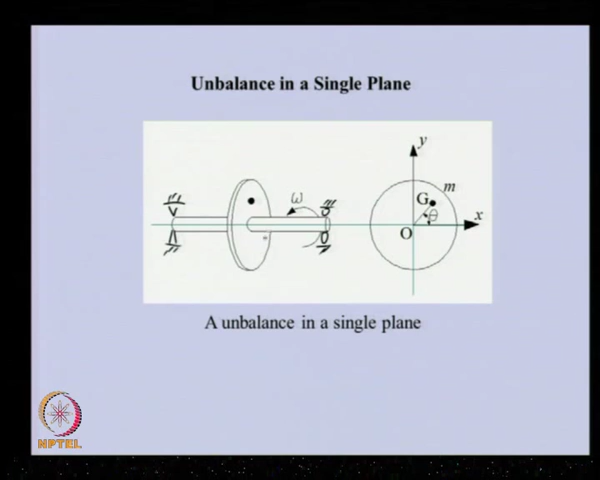 Unbalance in a Single Plane
ω
y
G
m
θ
x
O
A unbalance in a single plane
NPTEL